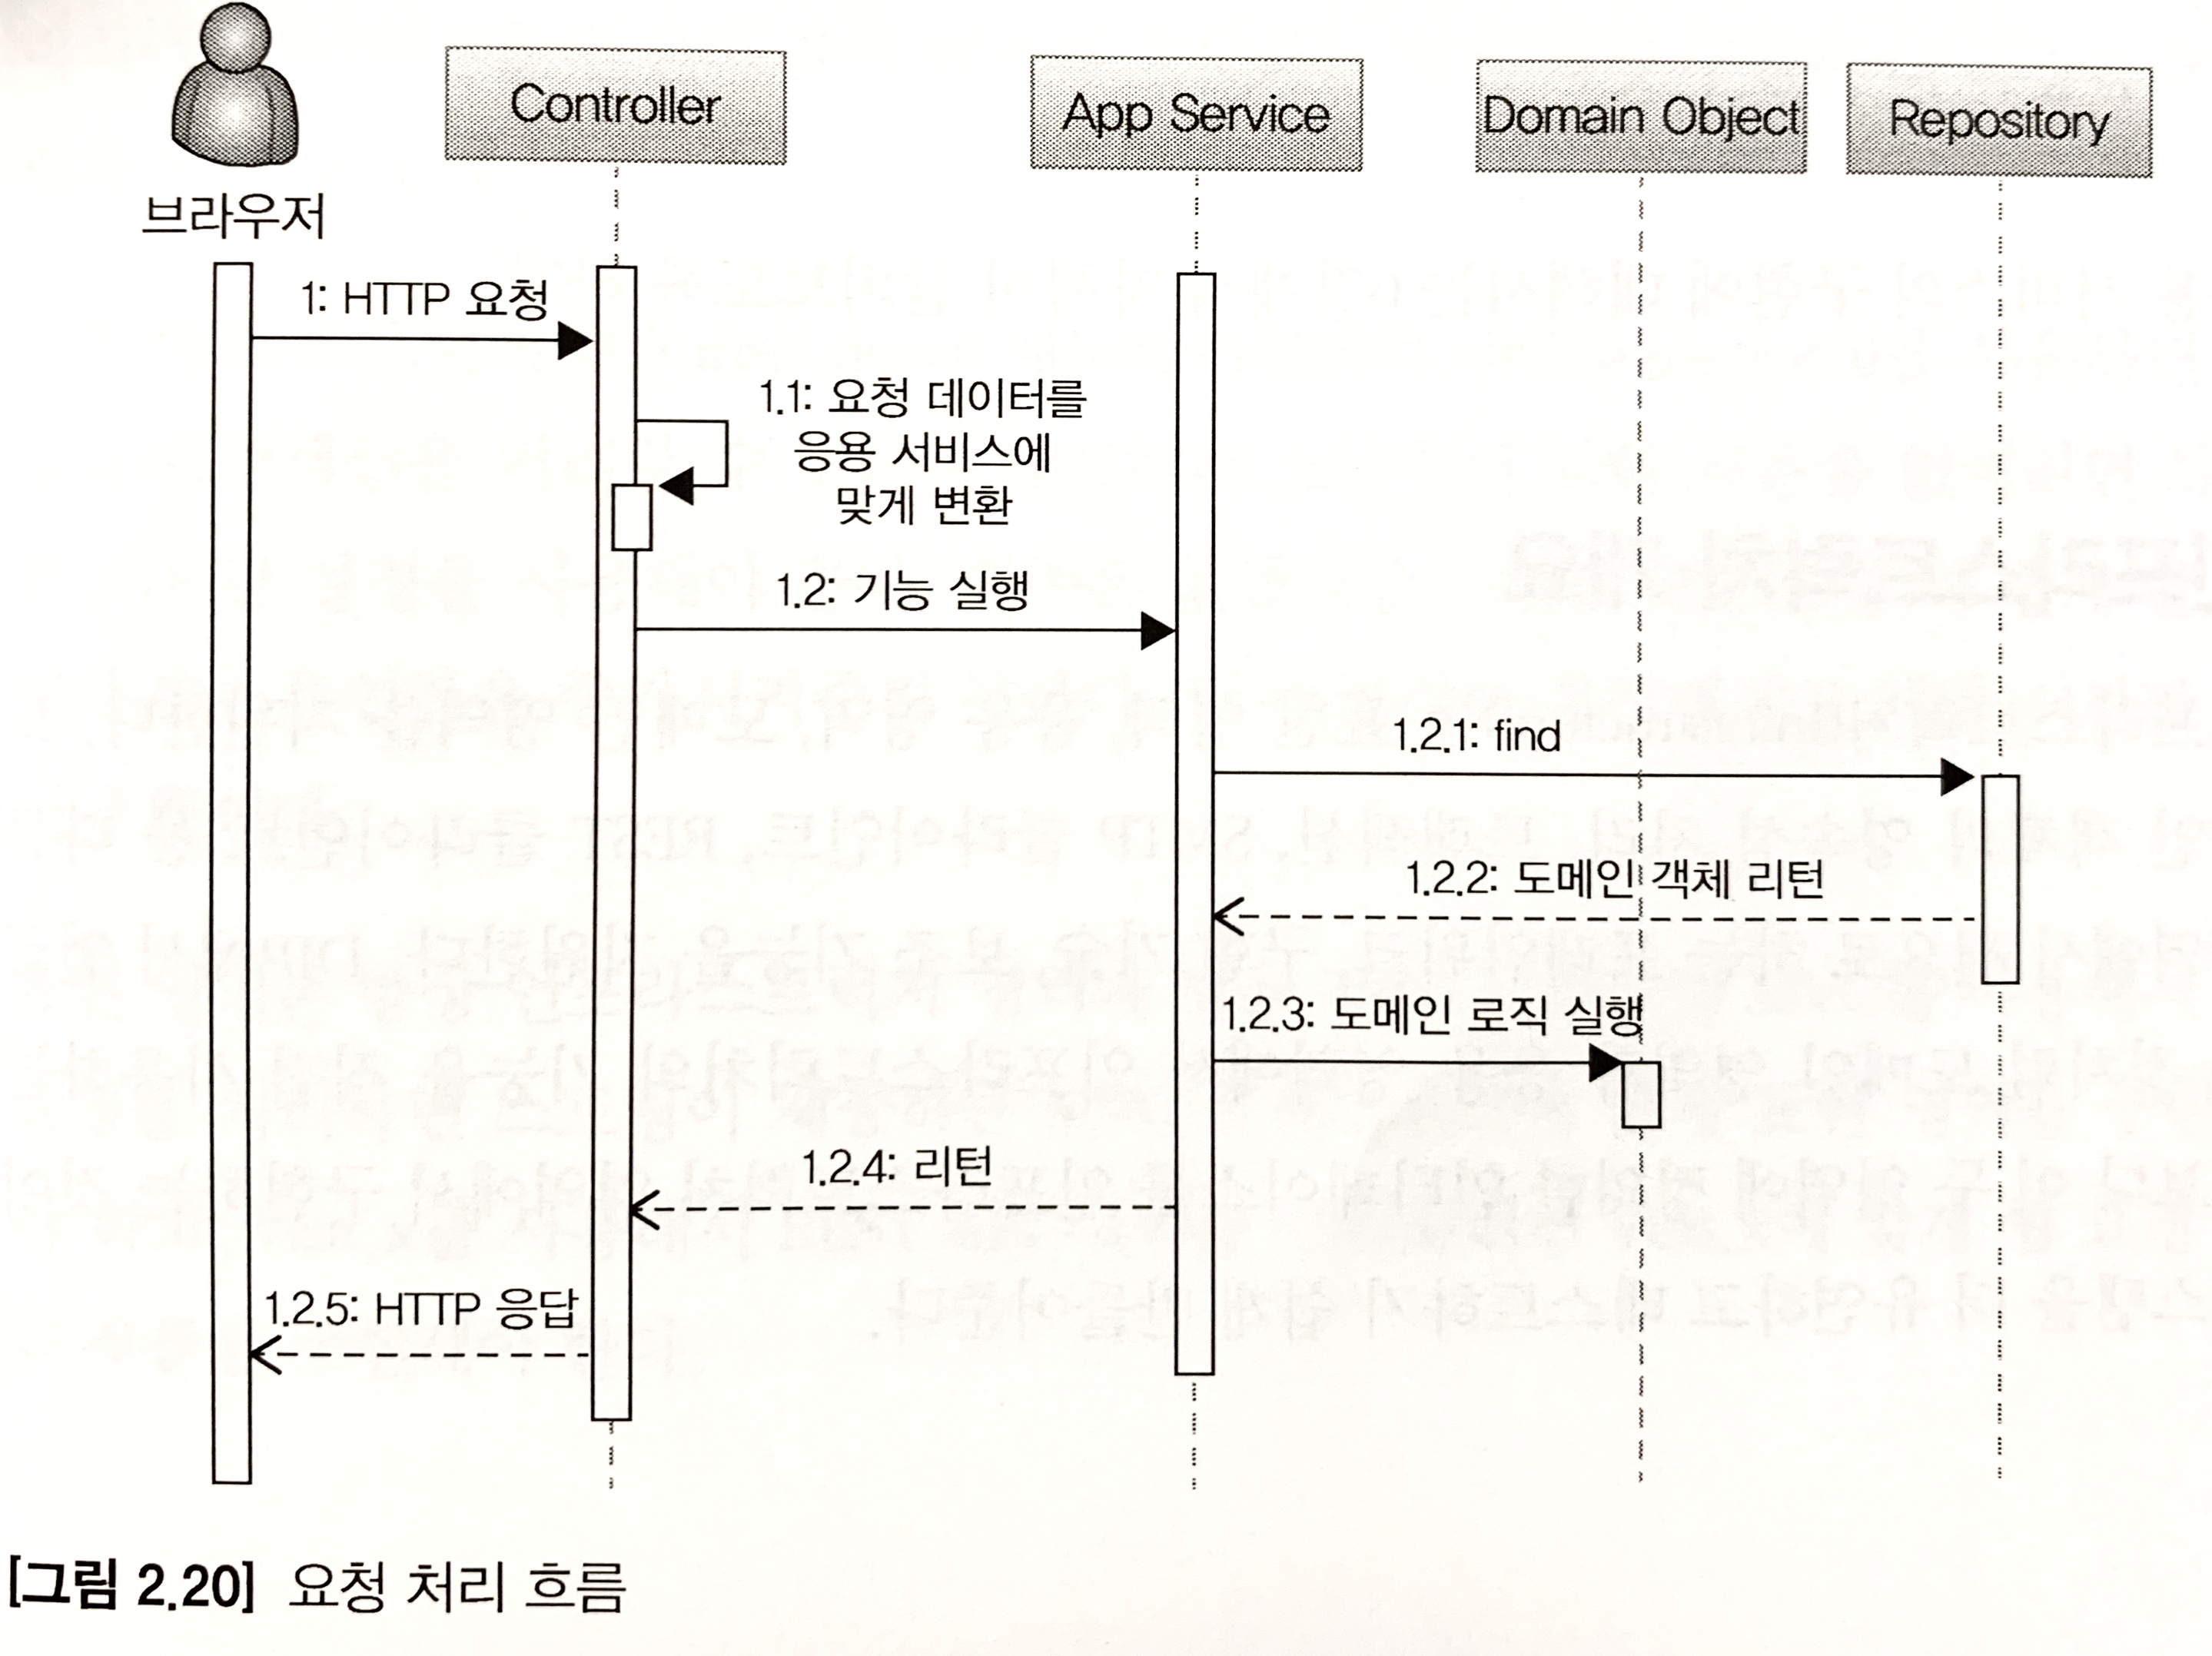 Controller
App Service
Domain Object
Repository
브라우저
1: HTTP 요청
1.1: 요청 데이터를
응용 서비스에
맞게 변환
1.2: 기능 실행
1.2.1: find
1.2.2: 도메인 객체 리턴
1.2.3: 도메인 로직 실행
1.2.4: 리턴
1.2.5: HTTP 응답
[그림 2.20] 요청 처리 흐름